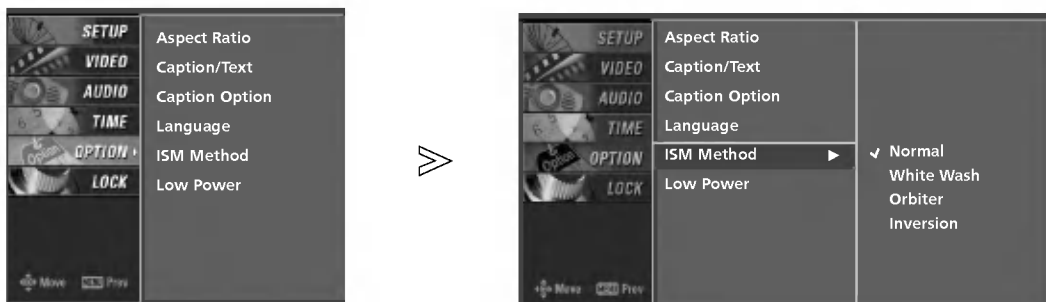 SETUP
VIDEO
AUDIO
TIME
OPTION
LOCK
Aspect Ratio
Caption/Text
Caption Option
Language
ISM Method
Low Power
Move MENU Prev
SETUP
VIDEO
AUDIO
TIME
OPTION
LOCK
Aspect Ratio
Caption/Text
Caption Option
Language
ISM Method ►
Low Power
✓ Normal
White Wash
Orbiter
Inversion
Move MENU Prev